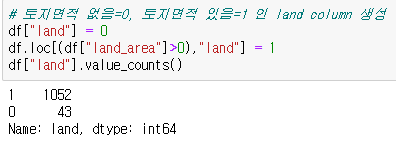 # 토지면적 없음=0, 토지면적 있음=1 인 land column 생성
df["land"] = 0
df.loc[(df["land_area"]>0),"land"] = 1
df["land"].value_counts()
1    1052
0      43
Name: land, dtype: int64